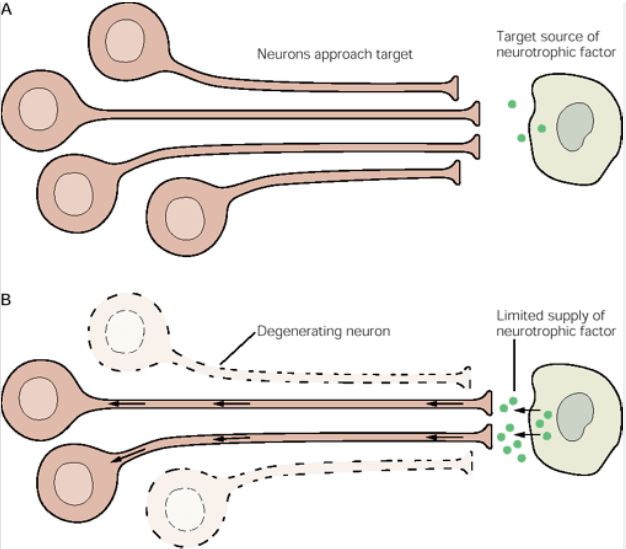 A
Neurons approach target
Target source of
neurotrophic factor
B
Degenerating neuron
Limited supply of
neurotrophic factor